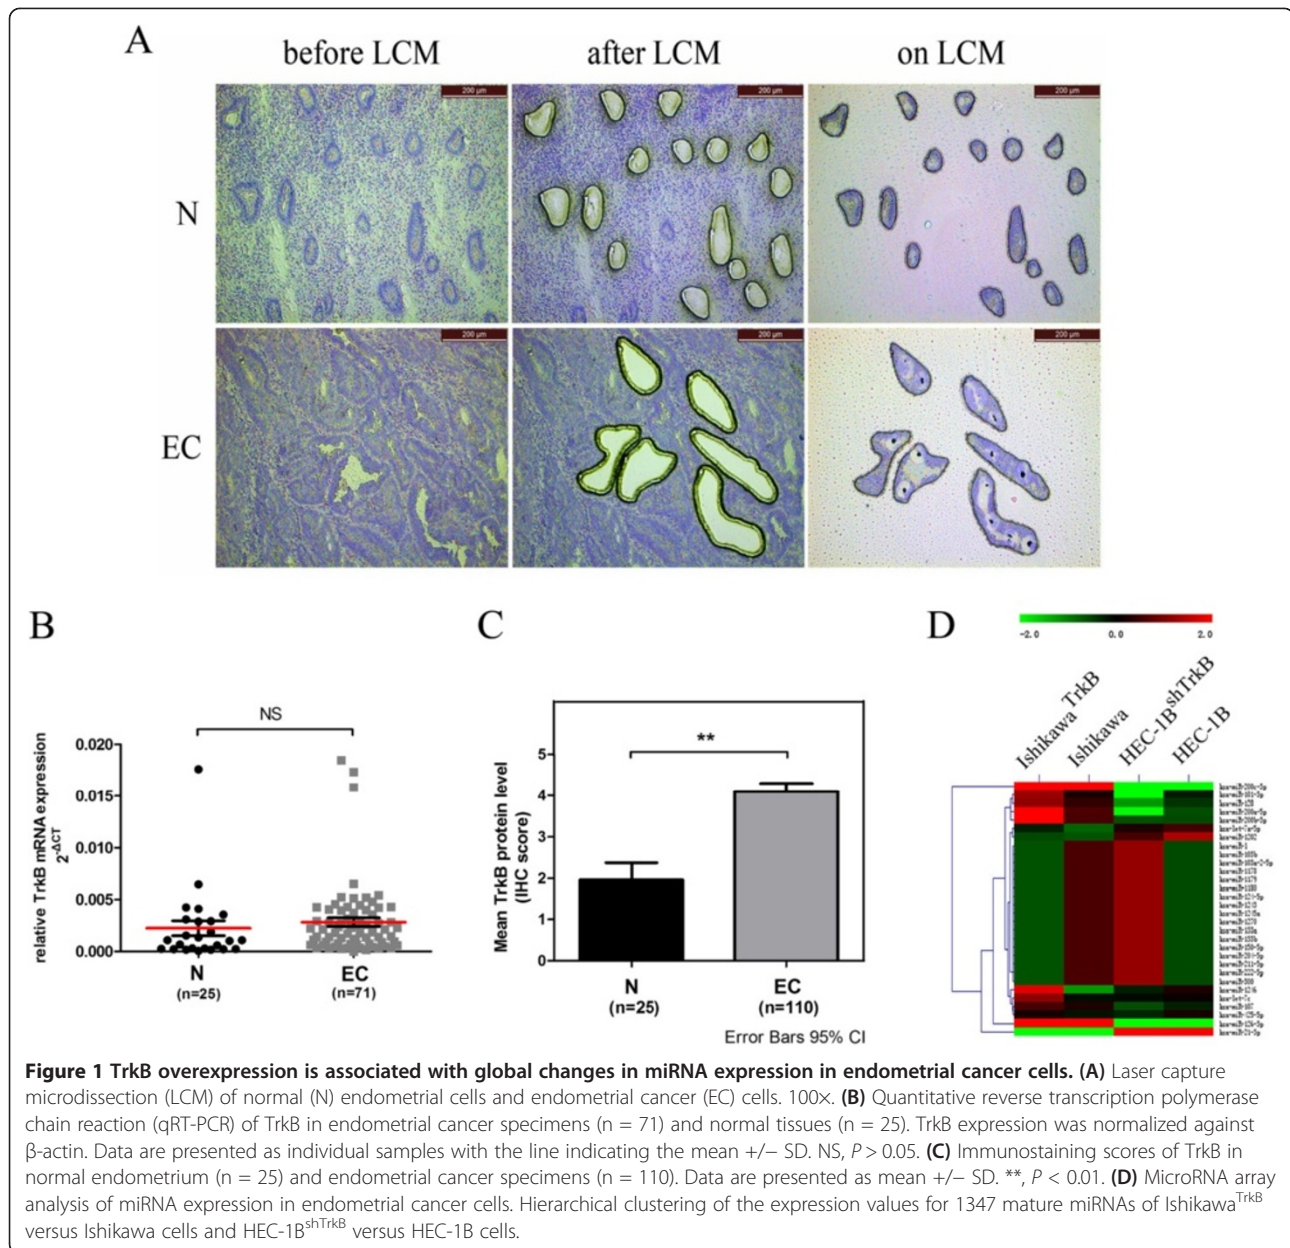 A
before LCM
after LCM
on LCM
200 µm
200 µm
200 µm
N
200 µm
200 µm
200 µm
EC
B
NS
relative TrkB mRNA expression
2^-ΔCT
0.020
0.015
0.010
0.005
0.000
N
(n=25)
EC
(n=71)
C
**
Mean TrkB protein level
(IHC score)
5
4
3
2
1
0
N
(n=25)
EC
(n=110)
Error Bars 95% CI
D
-2.0
0.0
2.0
Ishikawa^TrkB
Ishikawa
HEC-1B^shTrkB
HEC-1B
Figure 1 TrkB overexpression is associated with global changes in miRNA expression in endometrial cancer cells. (A) Laser capture
microdissection (LCM) of normal (N) endometrial cells and endometrial cancer (EC) cells. 100×. (B) Quantitative reverse transcription polymerase
chain reaction (qRT-PCR) of TrkB in endometrial cancer specimens (n = 71) and normal tissues (n = 25). TrkB expression was normalized against
β-actin. Data are presented as individual samples with the line indicating the mean +/− SD. NS, P > 0.05. (C) Immunostaining scores of TrkB in
normal endometrium (n = 25) and endometrial cancer specimens (n = 110). Data are presented as mean +/− SD. **, P < 0.01. (D) MicroRNA array
analysis of miRNA expression in endometrial cancer cells. Hierarchical clustering of the expression values for 1347 mature miRNAs of Ishikawa^TrkB
versus Ishikawa cells and HEC-1B^shTrkB versus HEC-1B cells.